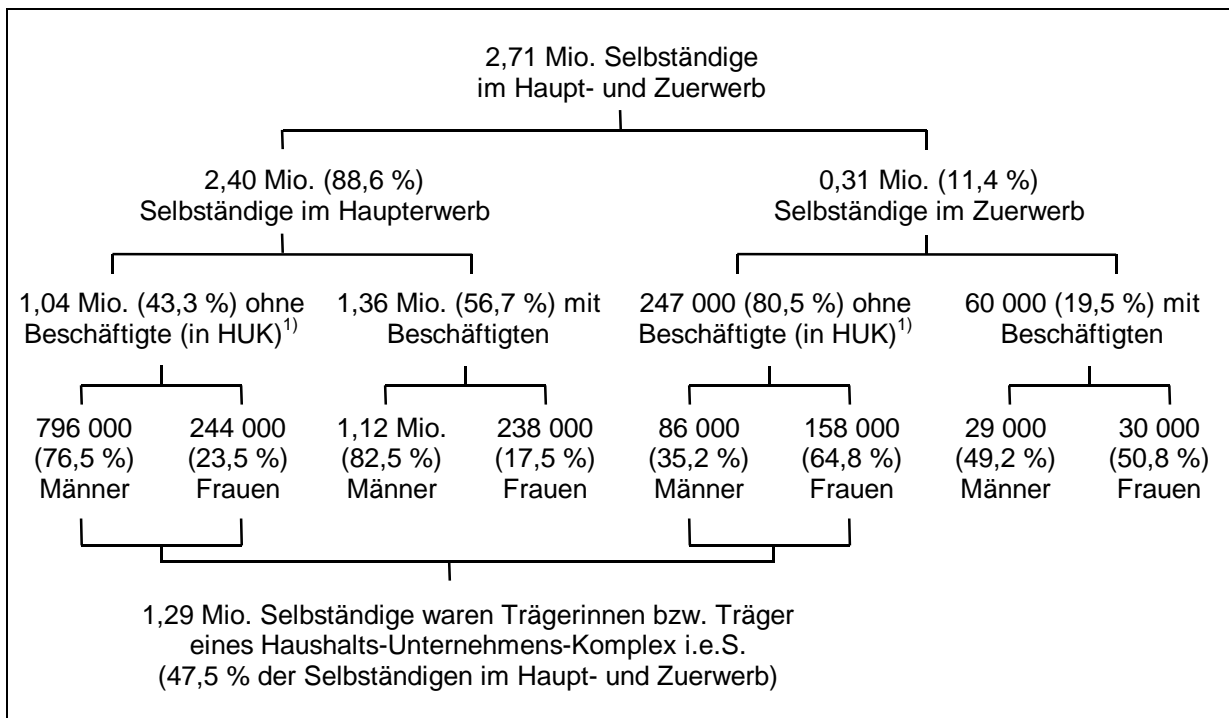 2,71 Mio. Selbständige
im Haupt- und Zuerwerb
2,40 Mio. (88,6 %)
Selbständige im Haupterwerb
0,31 Mio. (11,4 %)
Selbständige im Zuerwerb
1,04 Mio. (43,3 %) ohne
Beschäftigte (in HUK)1)
1,36 Mio. (56,7 %) mit
Beschäftigten
247 000 (80,5 %) ohne
Beschäftigte (in HUK)1)
60 000 (19,5 %) mit
Beschäftigten
796 000
(76,5 %)
Männer
244 000
(23,5 %)
Frauen
1,12 Mio.
(82,5 %)
Männer
238 000
(17,5 %)
Frauen
86 000
(35,2 %)
Männer
158 000
(64,8 %)
Frauen
29 000
(49,2 %)
Männer
30 000
(50,8 %)
Frauen
1,29 Mio. Selbständige waren Trägerinnen bzw. Träger
eines Haushalts-Unternehmens-Komplex i.e.S.
(47,5 % der Selbständigen im Haupt- und Zuerwerb)